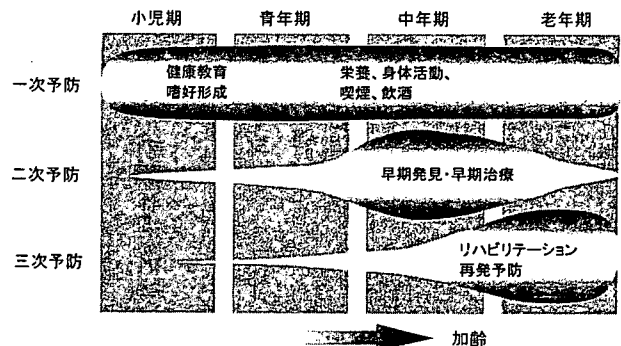 小児期 青年期 中年期 老年期
一次予防
健康教育
嗜好形成
栄養、身体活動、
喫煙、飲酒
二次予防
早期発見・早期治療
三次予防
リハビリテーション
再発予防
加齢